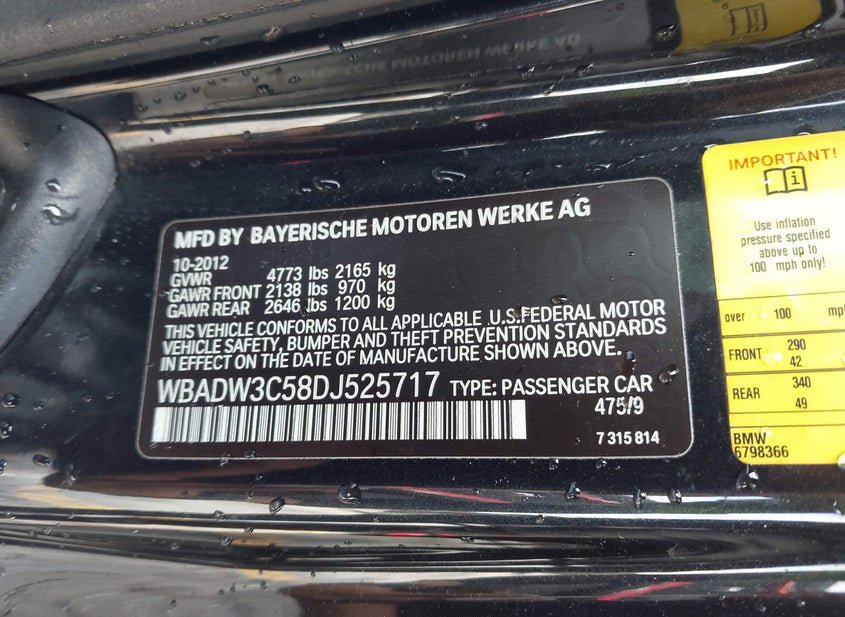 MFD BY BAYERISCHE MOTOREN WERKE AG
10-2012
GVWR 4773 lbs 2165 kg
GAWR FRONT 2138 lbs 970 kg
GAWR REAR 2646 lbs 1200 kg
THIS VEHICLE CONFORMS TO ALL APPLICABLE U.S.FEDERAL MOTOR
VEHICLE SAFETY, BUMPER AND THEFT PREVENTION STANDARDS
IN EFFECT ON THE DATE OF MANUFACTURE SHOWN ABOVE.
WBADW3C58DJ525717 TYPE: PASSENGER CAR
475/9
7 315 814
IMPORTANT!
Use inflation
pressure specified
above up to
100 mph only!
over 100 mph
FRONT 290
42
REAR 340
49
BMW
6798366